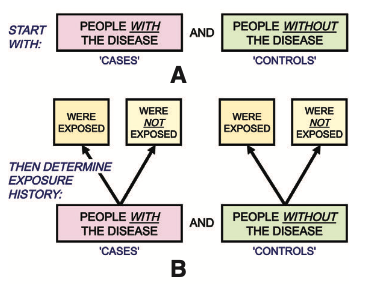 START
WITH:
PEOPLE WITH
THE DISEASE
AND
PEOPLE WITHOUT
THE DISEASE
'CASES'
'CONTROLS'
A
WERE
EXPOSED
WERE
NOT
EXPOSED
WERE
EXPOSED
WERE
NOT
EXPOSED
THEN DETERMINE
EXPOSURE
HISTORY:
PEOPLE WITH
THE DISEASE
AND
PEOPLE WITHOUT
THE DISEASE
'CASES'
'CONTROLS'
B